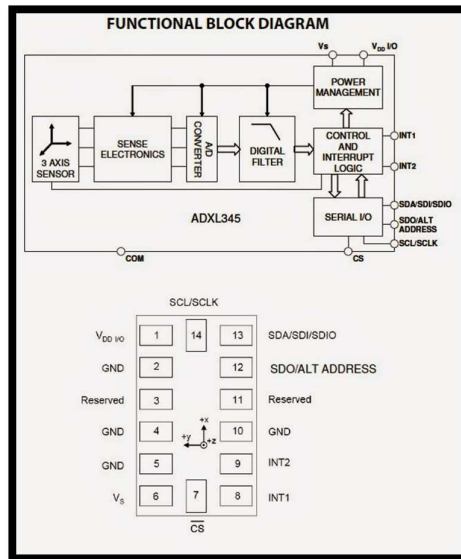 FUNCTIONAL BLOCK DIAGRAM
Vs
VDD I/O
POWER
MANAGEMENT
3 AXIS
SENSOR
SENSE
ELECTRONICS
A/D
CONVERTER
DIGITAL
FILTER
CONTROL
AND
INTERRUPT
LOGIC
INT1
INT2
SERIAL I/O
SDA/SDI/SDIO
SDO/ALT
ADDRESS
SCL/SCLK
ADXL345
COM
CS
SCL/SCLK
VDD I/O 1 14 13 SDA/SDI/SDIO
GND 2 12 SDO/ALT ADDRESS
Reserved 3 11 Reserved
+x
GND 4 +y +z 10 GND
GND 5 9 INT2
VS 6 7 8 INT1
CS